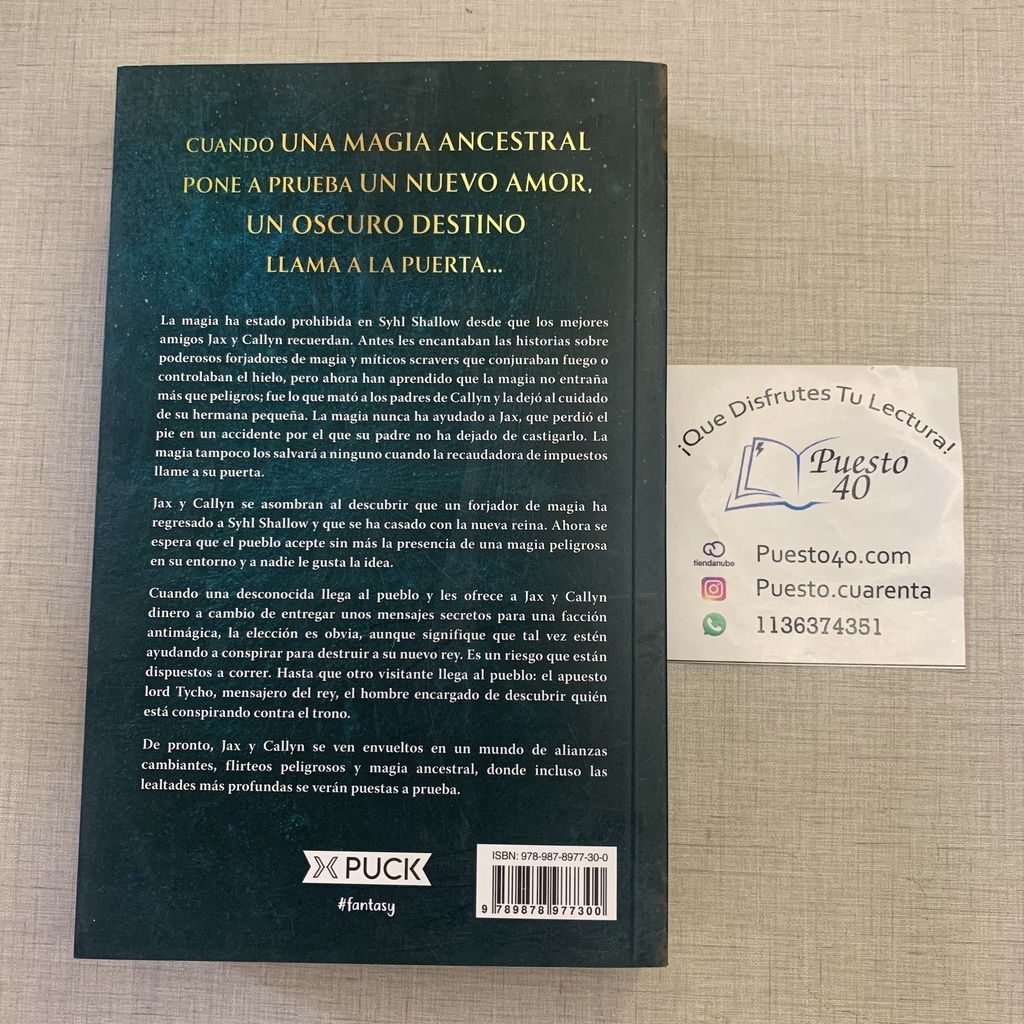 CUANDO UNA MAGIA ANCESTRAL
PONE A PRUEBA UN NUEVO AMOR,
UN OSCURO DESTINO
LLAMA A LA PUERTA...
La magia ha estado prohibida en Syhl Shallow desde que los mejores
amigos Jax y Callyn recuerdan. Antes les encantaban las historias sobre
poderosos forjadores de magia y míticos scravers que conjuraban fuego o
controlaban el hielo, pero ahora han aprendido que la magia no entraña
más que peligros; fue lo que mató a los padres de Callyn y la dejó al cuidado
de su hermana pequeña. La magia nunca ha ayudado a Jax, que perdió el
pie en un accidente por el que su padre no ha dejado de castigarlo. La
magia tampoco los salvará a ninguno cuando la recaudadora de impuestos
llame a su puerta.
Jax y Callyn se asombran al descubrir que un forjador de magia ha
regresado a Syhl Shallow y que se ha casado con la nueva reina. Ahora se
espera que el pueblo acepte sin más la presencia de una magia peligrosa
en su entorno y a nadie le gusta la idea.
Cuando una desconocida llega al pueblo y les ofrece a Jax y Callyn
dinero a cambio de entregar unos mensajes secretos para una facción
antimágica, la elección es obvia, aunque signifique que tal vez estén
ayudando a conspirar para destruir a su nuevo rey. Es un riesgo que están
dispuestos a correr. Hasta que otro visitante llega al pueblo: el apuesto
lord Tycho, mensajero del rey, el hombre encargado de descubrir quién
está conspirando contra el trono.
De pronto, Jax y Callyn se ven envueltos en un mundo de alianzas
cambiantes, flirteos peligrosos y magia ancestral, donde incluso las
lealtades más profundas se verán puestas a prueba.
PUCK
#fantasy
ISBN: 978-987-8977-30-0
9 789878 977300
¡Que Disfrutes Tu Lectura!
Puesto
40
tiendanube
Puesto40.com
Puesto.cuarenta
1136374351